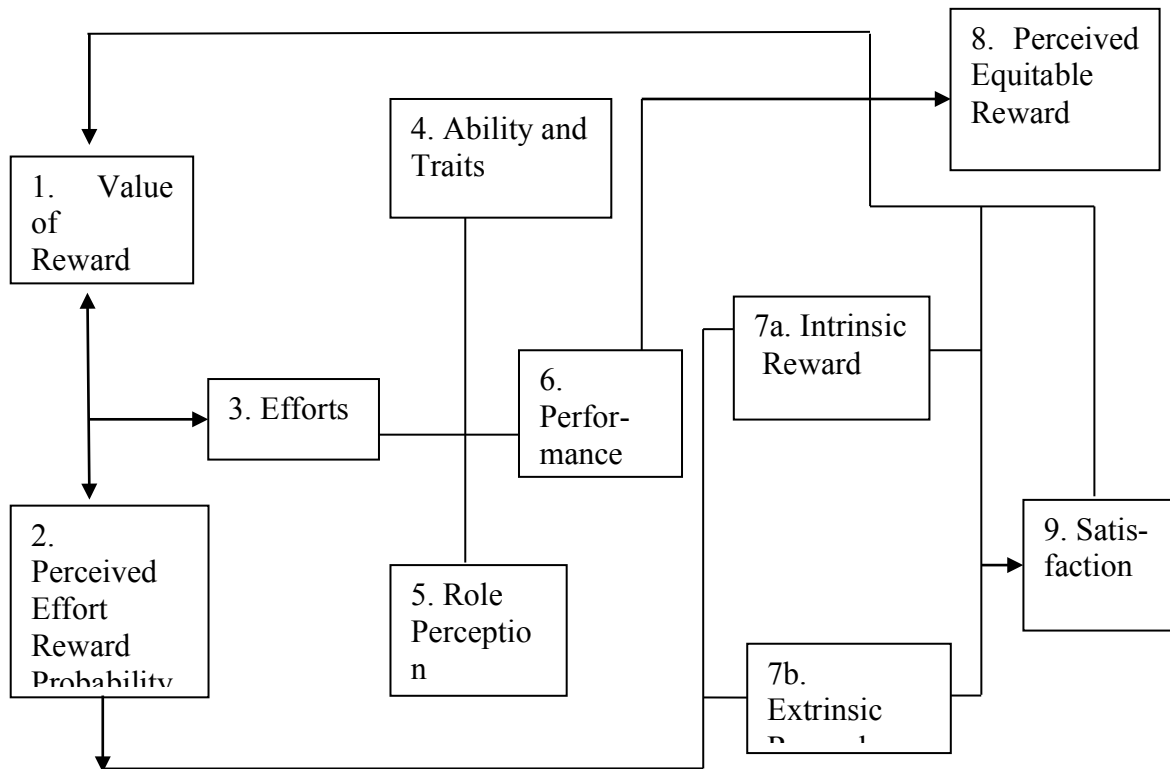 8. Perceived
Equitable
Reward
4. Ability and
Traits
1. Value
of
Reward
7a. Intrinsic
Reward
6.
Perfor-
mance
3. Efforts
9. Satis-
faction
2.
Perceived
Effort
Reward
Probability
5. Role
Perceptio
n
7b.
Extrinsic